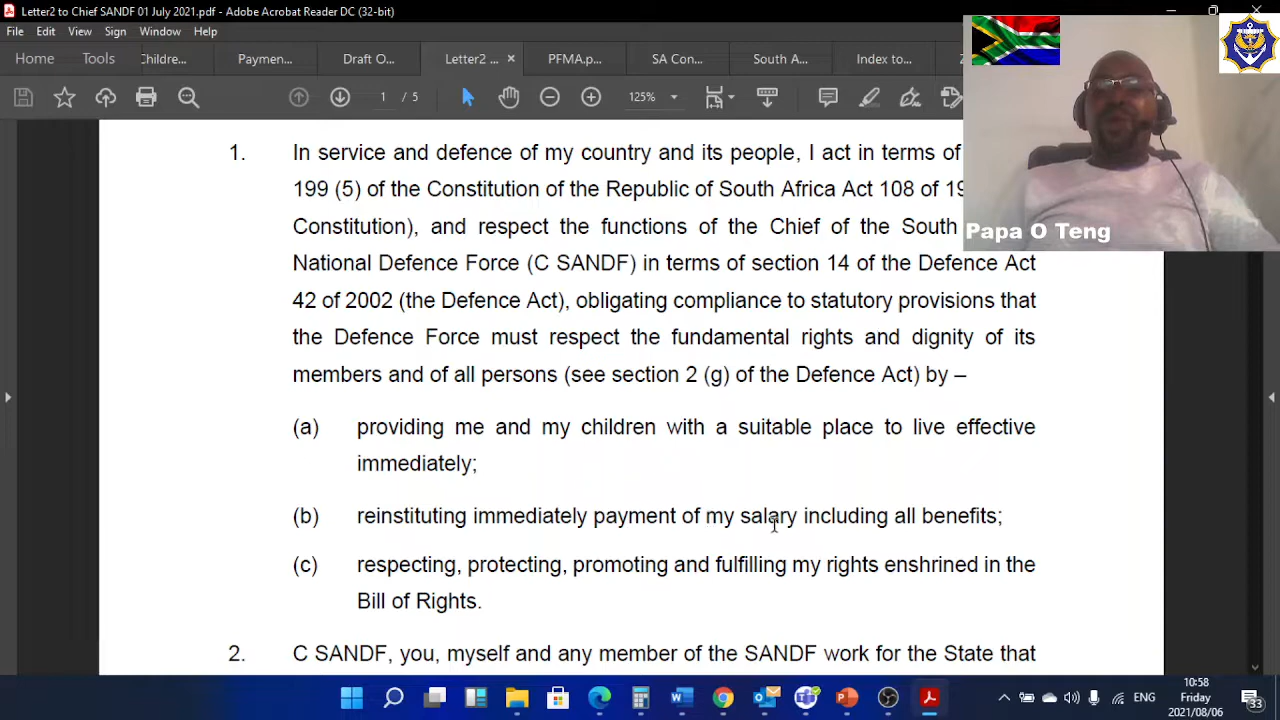 Letter2 to Chief SANDF 01 July 2021.pdf - Adobe Acrobat Reader DC (32-bit)
File Edit View Sign Window Help
Home Tools Childre... Paymen... Draft O... Letter2 ... × PFMA.p... SA Con... South A... Index to...
1 / 5 125%
1. In service and defence of my country and its people, I act in terms of
199 (5) of the Constitution of the Republic of South Africa Act 108 of 19
Constitution), and respect the functions of the Chief of the South
National Defence Force (C SANDF) in terms of section 14 of the Defence Act
42 of 2002 (the Defence Act), obligating compliance to statutory provisions that
the Defence Force must respect the fundamental rights and dignity of its
members and of all persons (see section 2 (g) of the Defence Act) by –
(a) providing me and my children with a suitable place to live effective
immediately;
(b) reinstituting immediately payment of my salary including all benefits;
(c) respecting, protecting, promoting and fulfilling my rights enshrined in the
Bill of Rights.
2. C SANDF, you, myself and any member of the SANDF work for the State that
Papa O Teng
ENG
10:58
Friday
2021/08/06
33